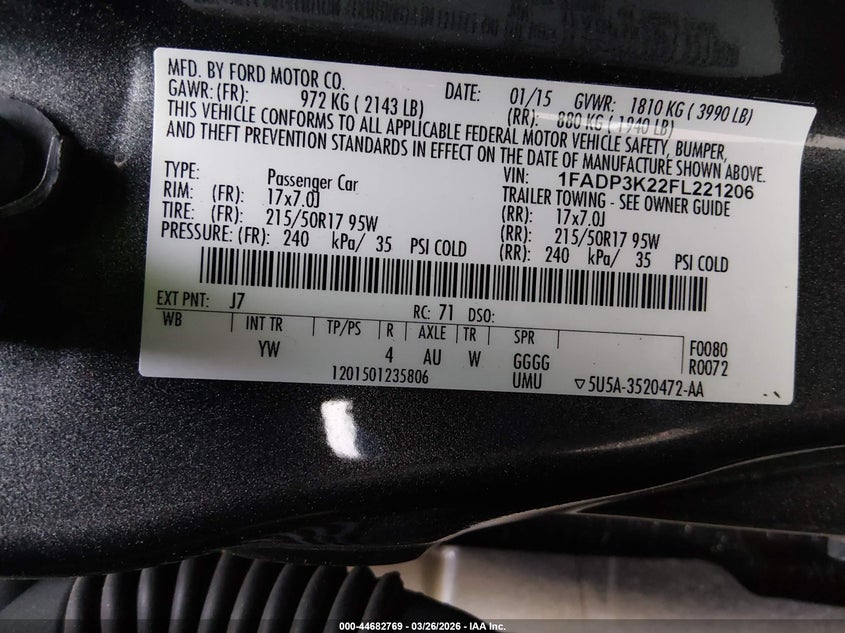 MFD. BY FORD MOTOR CO. DATE: 01/15 GVWR: 1810 KG ( 3990 LB)
GAWR: (FR): 972 KG ( 2143 LB) (RR): 880 KG ( 1940 LB)
THIS VEHICLE CONFORMS TO ALL APPLICABLE FEDERAL MOTOR VEHICLE SAFETY, BUMPER,
AND THEFT PREVENTION STANDARDS IN EFFECT ON THE DATE OF MANUFACTURE SHOWN ABOVE.
VIN: 1FADP3K22FL221206
TYPE: Passenger Car TRAILER TOWING - SEE OWNER GUIDE
RIM: (FR): 17x7.0J (RR): 17x7.0J
TIRE: (FR): 215/50R17 95W (RR): 215/50R17 95W
PRESSURE: (FR): 240 kPa/ 35 PSI COLD (RR): 240 kPa/ 35 PSI COLD
EXT PNT: J7 RC: 71 DSO:
WB INT TR TP/PS R AXLE TR SPR F0080
YW 4 AU W GGGG R0072
1201501235806 UMU ▽5U5A-3520472-AA
000-44682769 - 03/26/2026 - IAA Inc.